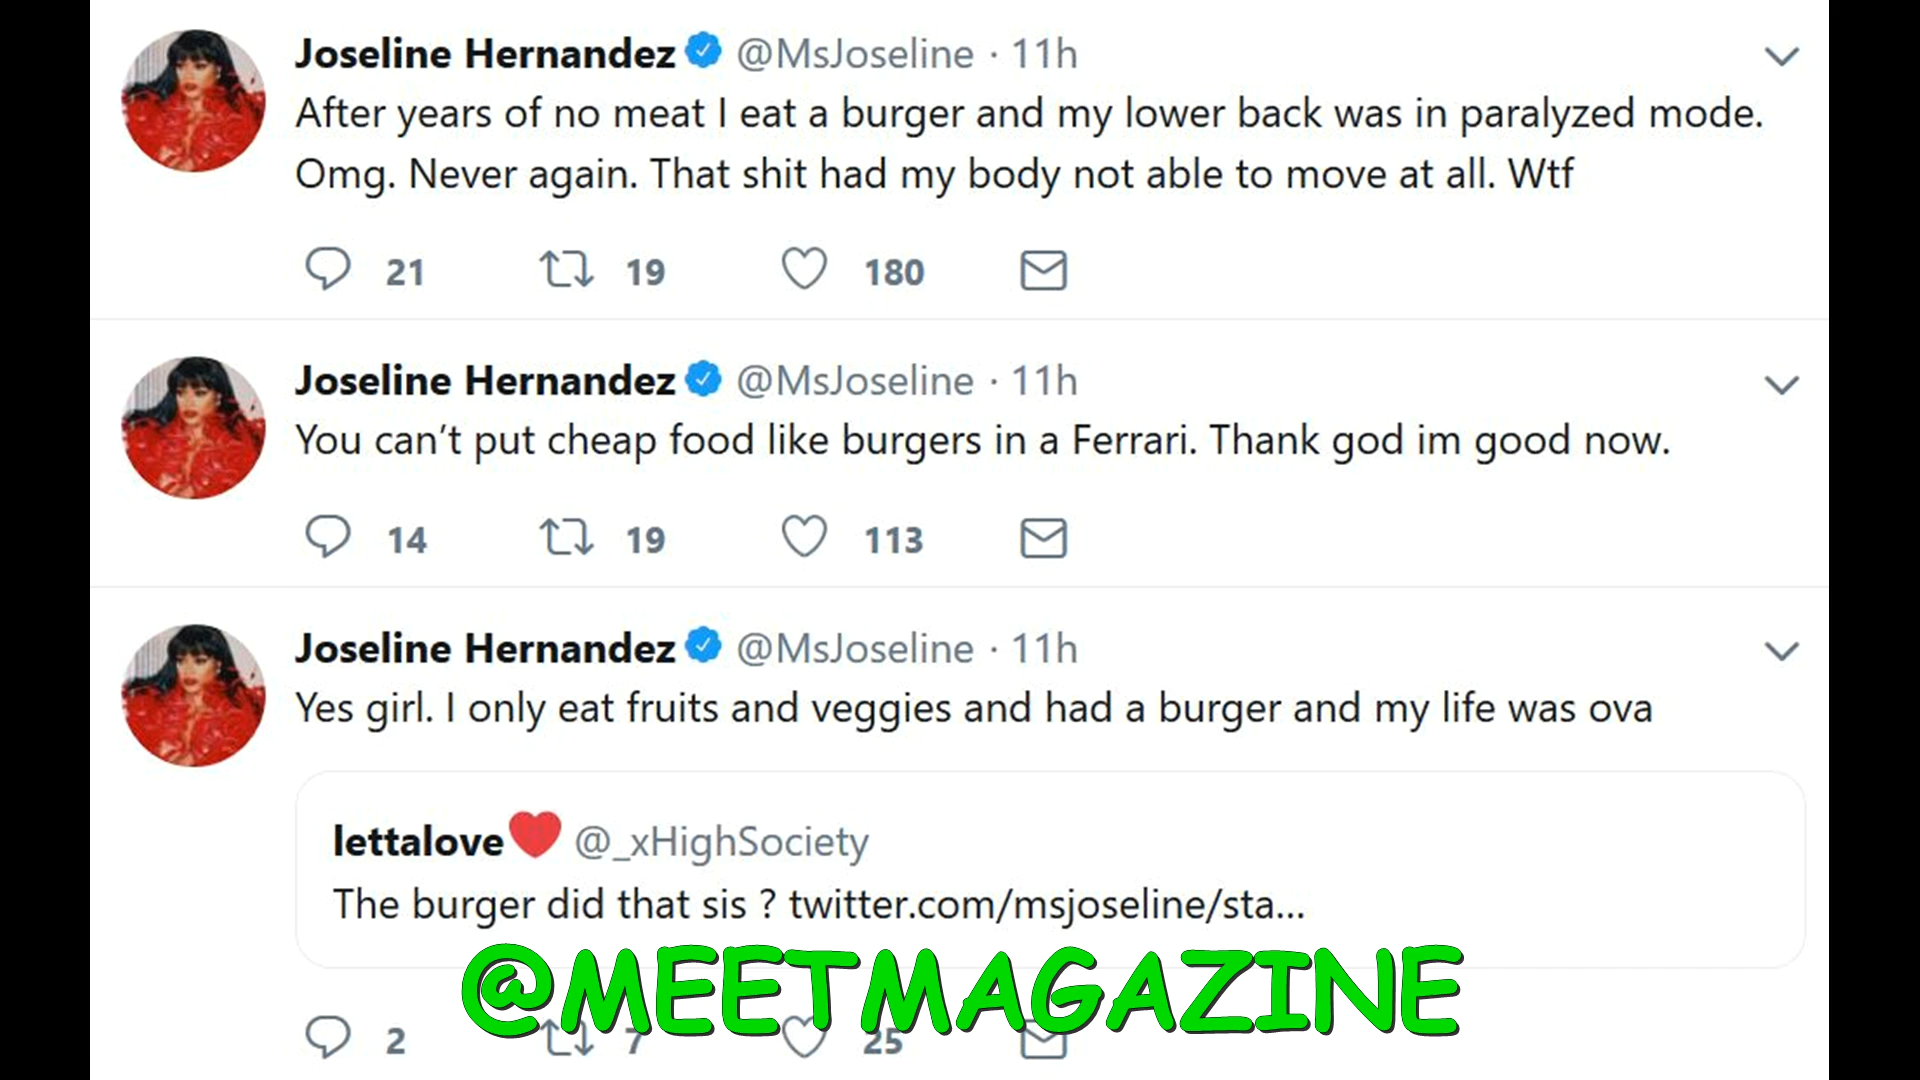 Joseline Hernandez @MsJoseline · 11h
After years of no meat I eat a burger and my lower back was in paralyzed mode.
Omg. Never again. That shit had my body not able to move at all. Wtf
21 19 180
Joseline Hernandez @MsJoseline · 11h
You can't put cheap food like burgers in a Ferrari. Thank god im good now.
14 19 113
Joseline Hernandez @MsJoseline · 11h
Yes girl. I only eat fruits and veggies and had a burger and my life was ova
lettalove❤️ @_xHighSociety
The burger did that sis ? twitter.com/msjoseline/sta...
@MEETMAGAZINE
2 7 25